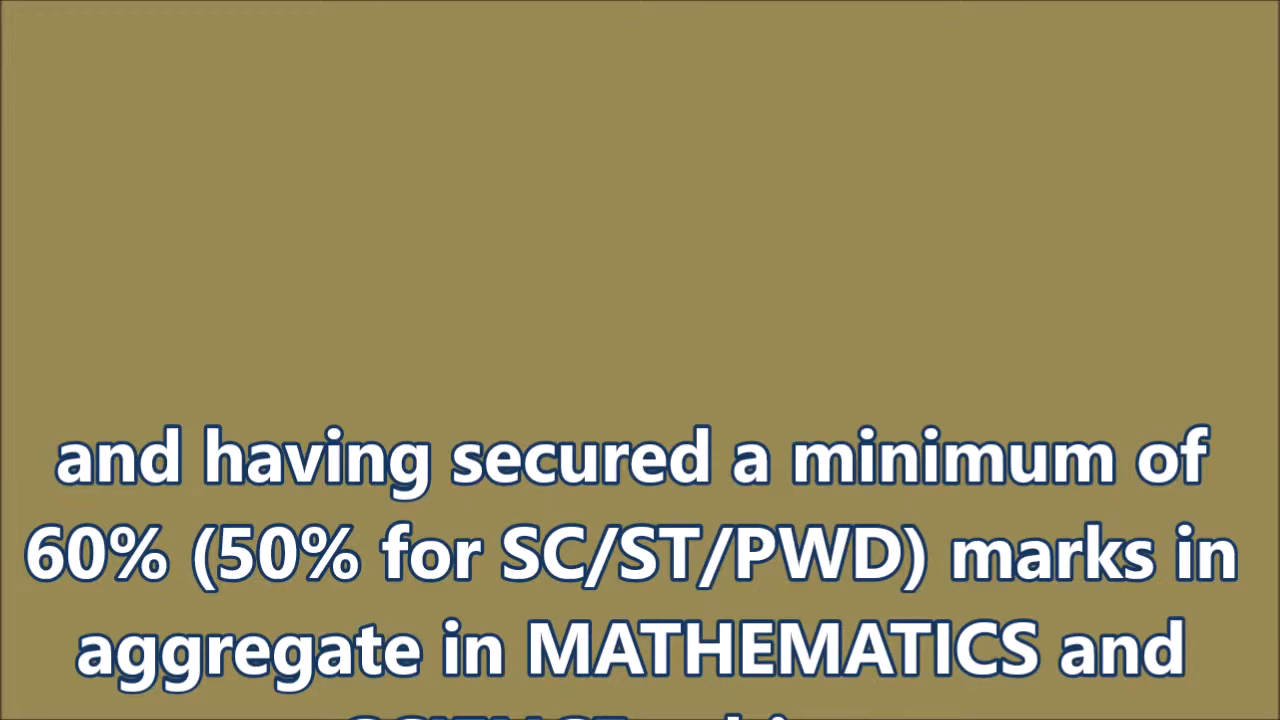 and having secured a minimum of
60% (50% for SC/ST/PWD) marks in
aggregate in MATHEMATICS and